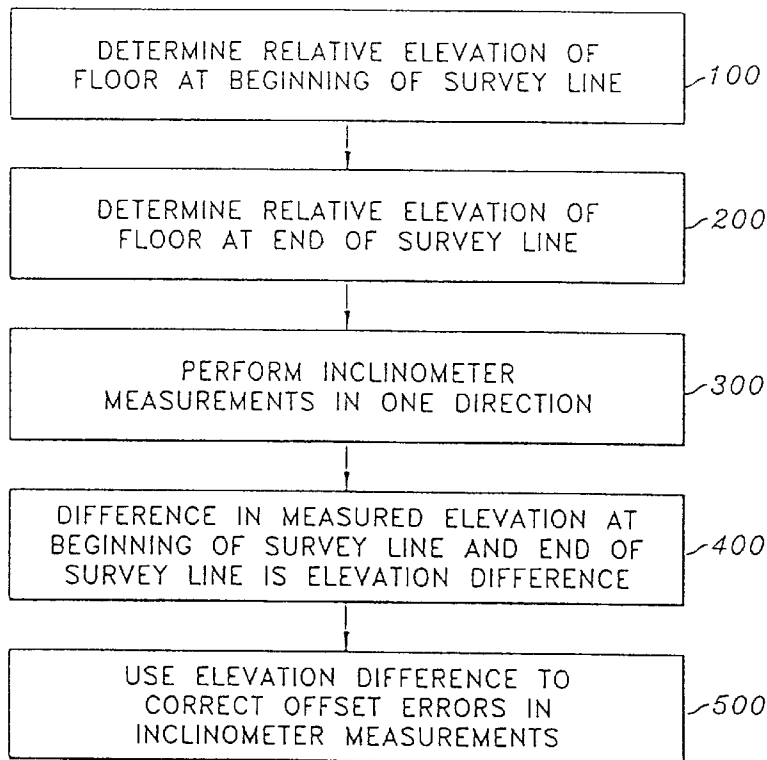 DETERMINE RELATIVE ELEVATION OF
FLOOR AT BEGINNING OF SURVEY LINE
100
DETERMINE RELATIVE ELEVATION OF
FLOOR AT END OF SURVEY LINE
200
PERFORM INCLINOMETER
MEASUREMENTS IN ONE DIRECTION
300
DIFFERENCE IN MEASURED ELEVATION AT
BEGINNING OF SURVEY LINE AND END OF
SURVEY LINE IS ELEVATION DIFFERENCE
400
USE ELEVATION DIFFERENCE TO
CORRECT OFFSET ERRORS IN
INCLINOMETER MEASUREMENTS
500